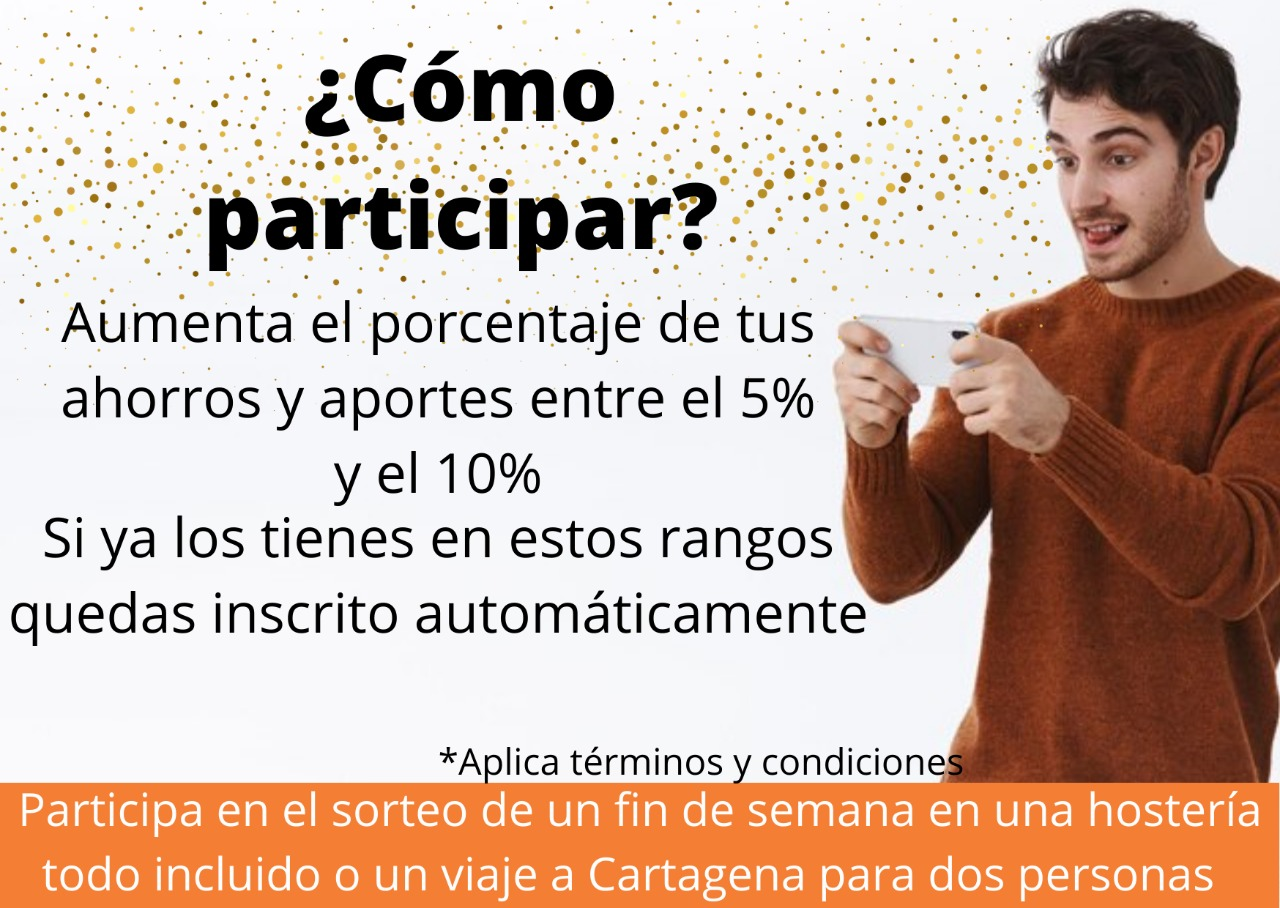 ¿Cómo
participar?
Aumenta el porcentaje de tus
ahorros y aportes entre el 5%
y el 10%
Si ya los tienes en estos rangos
quedas inscrito automáticamente
*Aplica términos y condiciones
Participa en el sorteo de un fin de semana en una hostería
todo incluido o un viaje a Cartagena para dos personas